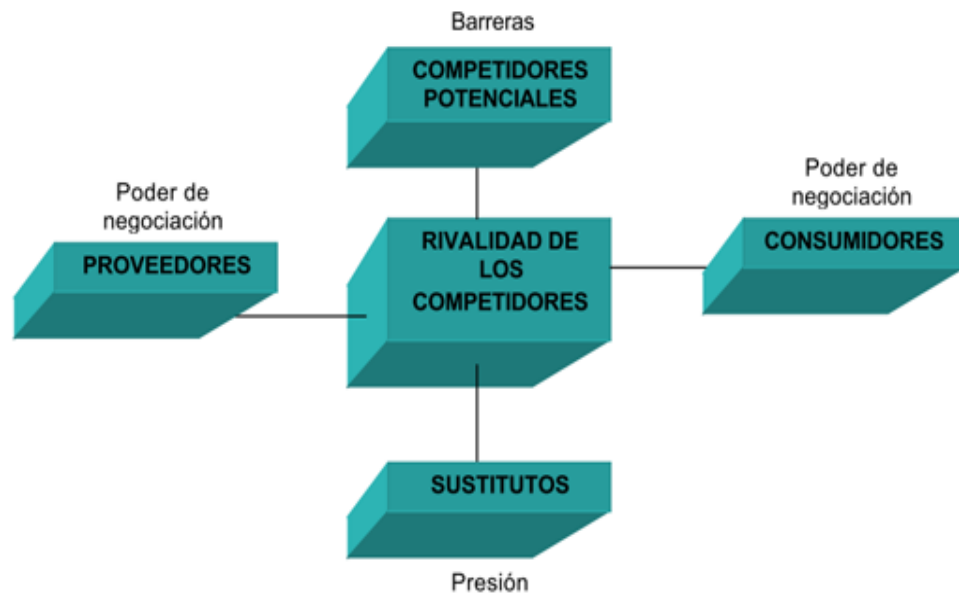 Barreras
COMPETIDORES
POTENCIALES
Poder de
negociación
PROVEEDORES
RIVALIDAD DE
LOS
COMPETIDORES
Poder de
negociación
CONSUMIDORES
SUSTITUTOS
Presión